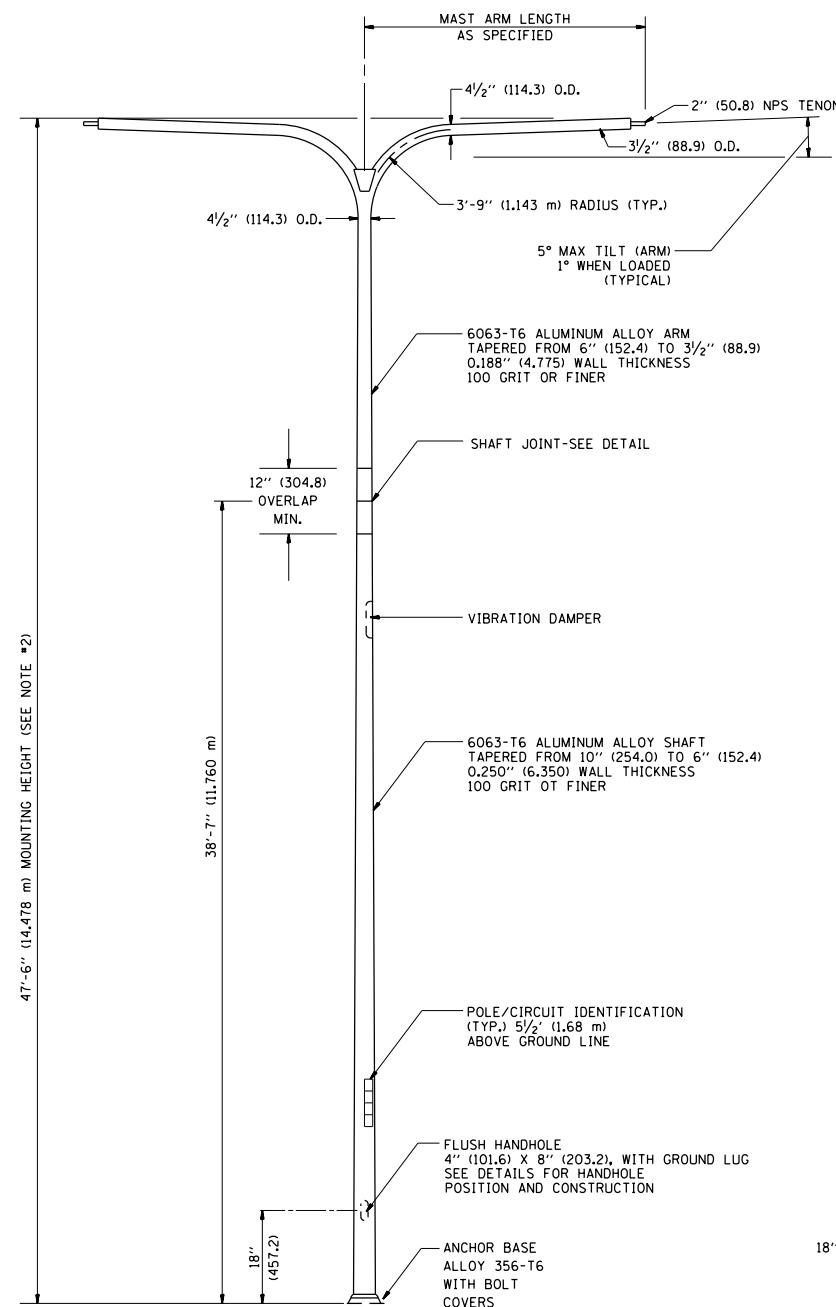 MAST ARM LENGTH
AS SPECIFIED
4½" (114.3) O.D.
2" (50.8) NPS TENON
3½" (88.9) O.D.
3'-9" (1.143 m) RADIUS (TYP.)
4½" (114.3) O.D.
5° MAX TILT (ARM)
1° WHEN LOADED
(TYPICAL)
6063-T6 ALUMINUM ALLOY ARM
TAPERED FROM 6" (152.4) TO 3½" (88.9)
0.188" (4.775) WALL THICKNESS
100 GRIT OR FINER
SHAFT JOINT-SEE DETAIL
12" (304.8)
OVERLAP
MIN.
VIBRATION DAMPER
47'-6" (14.478 m) MOUNTING HEIGHT (SEE NOTE #2)
38'-7" (11.760 m)
6063-T6 ALUMINUM ALLOY SHAFT
TAPERED FROM 10" (254.0) TO 6" (152.4)
0.250" (6.350) WALL THICKNESS
100 GRIT OT FINER
POLE/CIRCUIT IDENTIFICATION
(TYP.) 5½' (1.68 m)
ABOVE GROUND LINE
FLUSH HANDHOLE
4" (101.6) X 8" (203.2), WITH GROUND LUG
SEE DETAILS FOR HANDHOLE
POSITION AND CONSTRUCTION
18"
(457.2)
ANCHOR BASE
ALLOY 356-T6
WITH BOLT
COVERS
18"